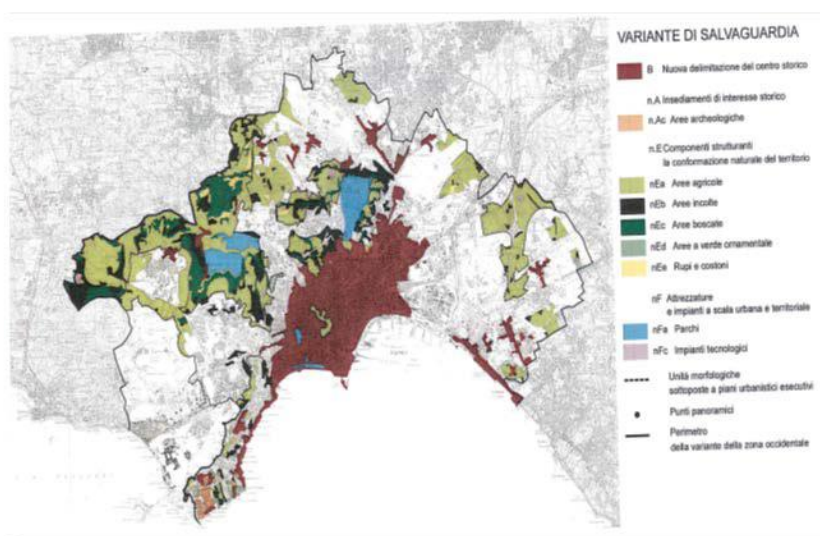 VARIANTE DI SALVAGUARDIA
B Nuova delimitazione del centro storico
n.A Insediamenti di interesse storico
n.Ac Aree archeologiche
n.E Componenti strutturanti
la conformazione naturale del territorio
nEa Aree agricole
nEb Aree incolte
nEc Aree boscate
nEd Aree a verde ornamentale
nEe Rupi e costoni
nF Attrezzature
e impianti a scala urbana e territoriale
nFa Parchi
nFc Impianti tecnologici
Unità morfologiche
sottoposte a piani urbanistici esecutivi
Punti panoramici
Perimetro
della variante della zona occidentale